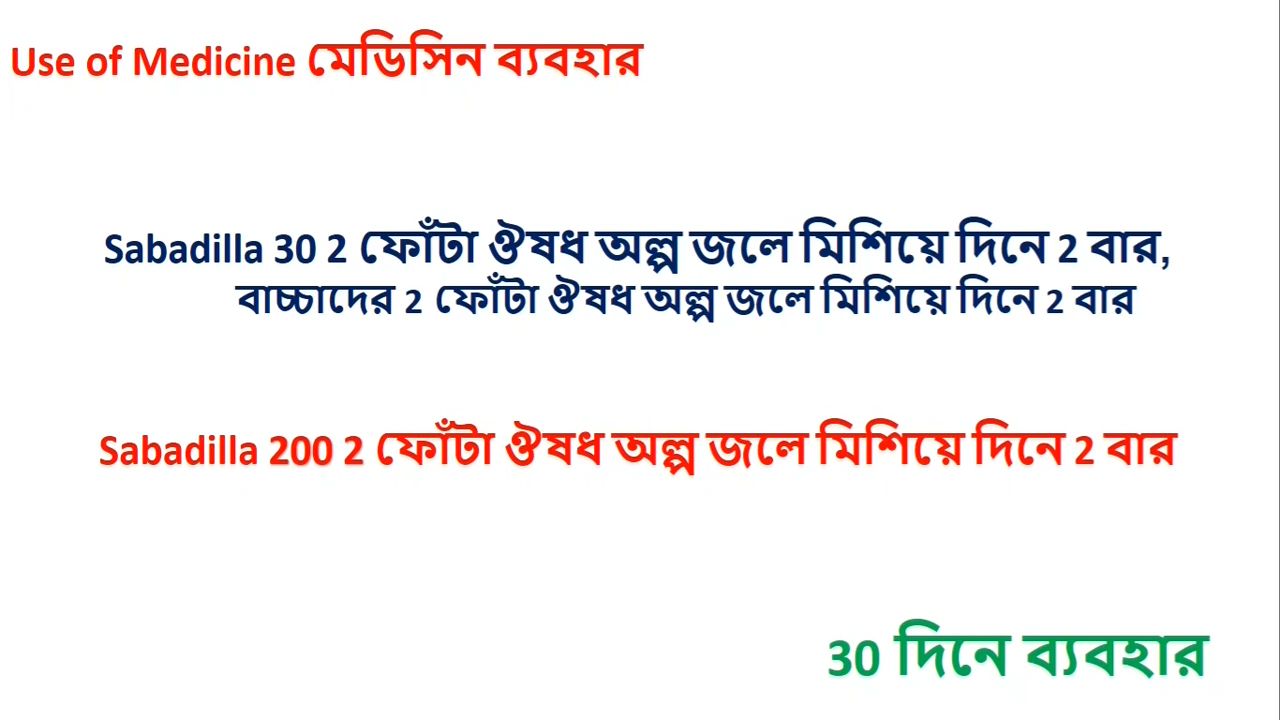 Use of Medicine মেডিসিন ব্যবহার
Sabadilla 30 2 ফোঁটা ঔষধ অল্প জলে মিশিয়ে দিনে 2 বার,
বাচ্চাদের 2 ফোঁটা ঔষধ অল্প জলে মিশিয়ে দিনে 2 বার
Sabadilla 200 2 ফোঁটা ঔষধ অল্প জলে মিশিয়ে দিনে 2 বার
30 দিনে ব্যবহার